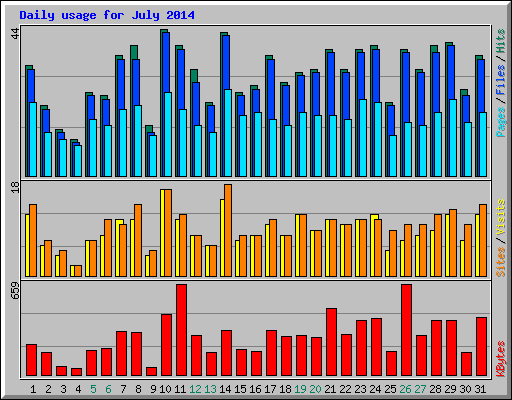 Daily usage for July 2014
44
Pages / Files / Hits
18
Sites / Visits
659
KBytes
1 2 3 4 5 6 7 8 9 10 11 12 13 14 15 16 17 18 19 20 21 22 23 24 25 26 27 28 29 30 31